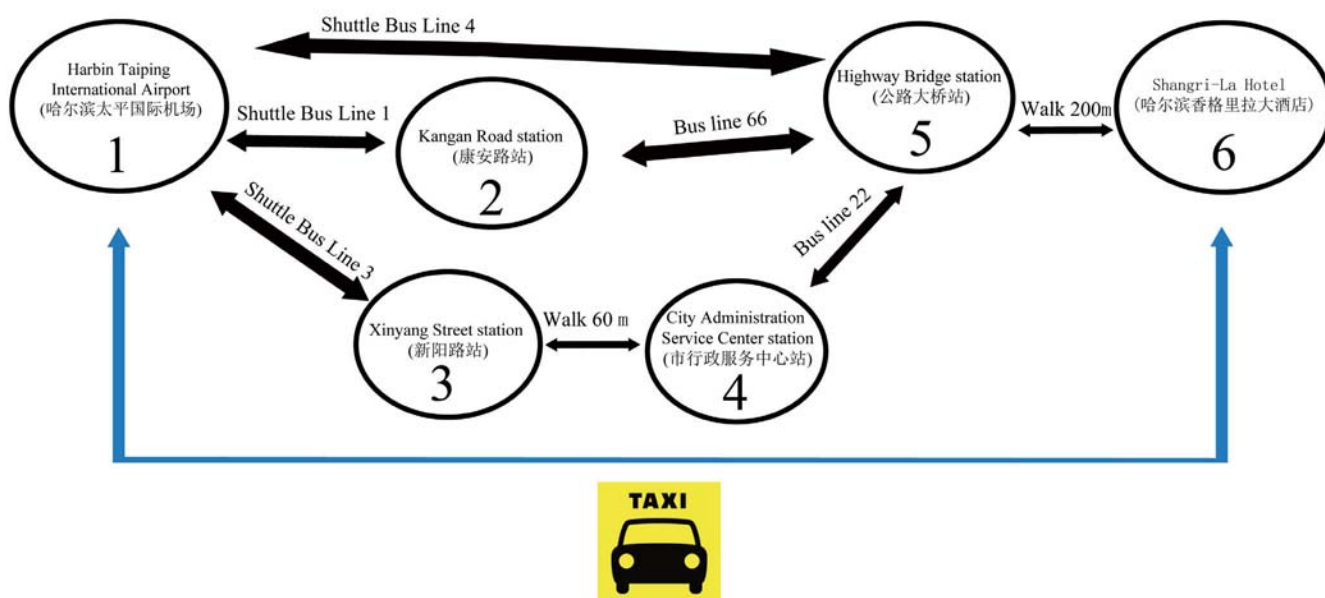 Shuttle Bus Line 4
Harbin Taiping
International Airport
(哈尔滨太平国际机场)
1
Shuttle Bus Line 1
Kangan Road station
(康安路站)
2
Bus line 66
Highway Bridge station
(公路大桥站)
5
Walk 200m
Shangri-La Hotel
(哈尔滨香格里拉大酒店)
6
Shuttle Bus Line 3
Xinyang Street station
(新阳路站)
3
Walk 60 m
City Administration
Service Center station
(市行政服务中心站)
4
Bus line 22
TAXI